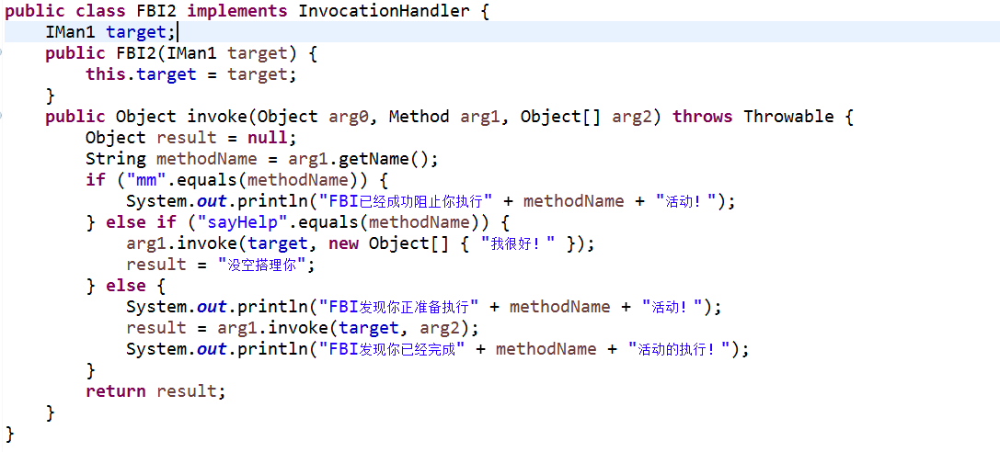 public class FBI2 implements InvocationHandler {
    IMan1 target;
    public FBI2(IMan1 target) {
        this.target = target;
    }
    public Object invoke(Object arg0, Method arg1, Object[] arg2) throws Throwable {
        Object result = null;
        String methodName = arg1.getName();
        if ("mm".equals(methodName)) {
            System.out.println("FBI已经成功阻止你执行" + methodName + "活动！");
        } else if ("sayHelp".equals(methodName)) {
            arg1.invoke(target, new Object[] { "我很好！" });
            result = "没空搭理你";
        } else {
            System.out.println("FBI发现你正准备执行" + methodName + "活动！");
            result = arg1.invoke(target, arg2);
            System.out.println("FBI发现你已经完成" + methodName + "活动的执行！");
        }
        return result;
    }
}